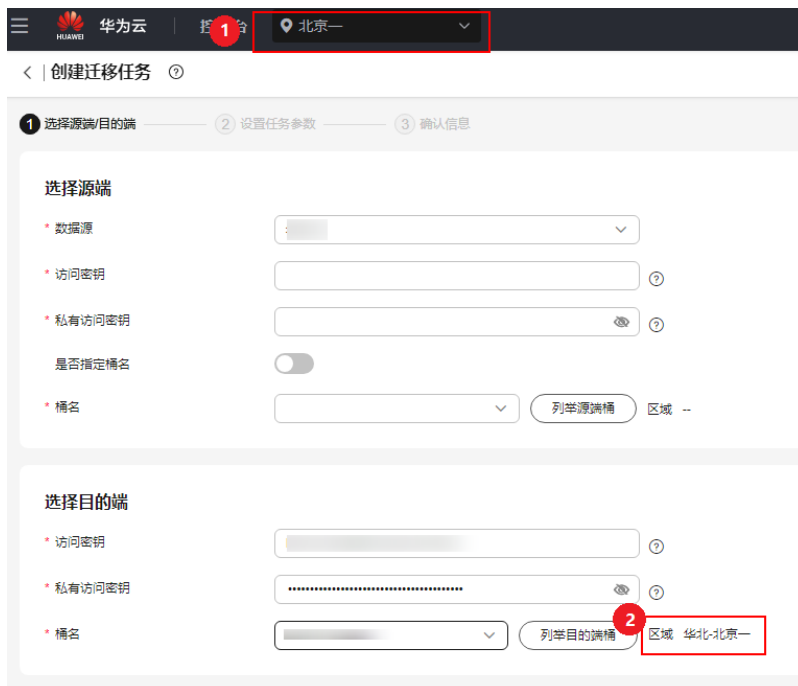 HUAWEI 华为云 控 台 1 北京一
创建迁移任务 ?
1 选择源端/目的端 2 设置任务参数 3 确认信息
选择源端
* 数据源
* 访问密钥 ?
* 私有访问密钥 ?
是否指定桶名
* 桶名 列举源端桶 区域 --
选择目的端
* 访问密钥 ?
* 私有访问密钥 •••••••••••••••••••••••••••••••••••••••• ?
* 桶名 列举目的端桶 2 区域 华北-北京一